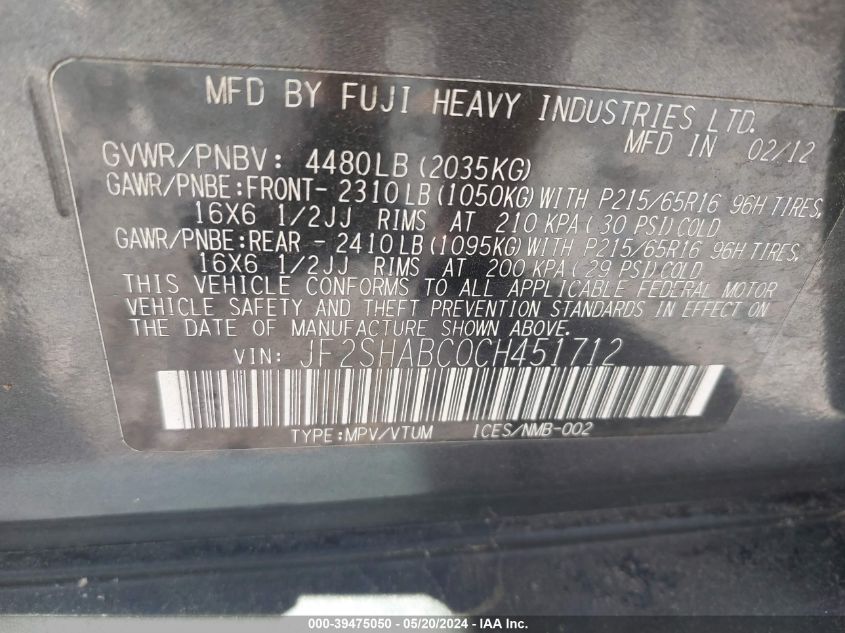 MFD BY FUJI HEAVY INDUSTRIES LTD.
MFD IN 02/12
GVWR/PNBV: 4480LB(2035KG)
GAWR/PNBE:FRONT- 2310LB(1050KG)WITH P215/65R16 96H TIRES,
16X6 1/2JJ RIMS AT 210 KPA(30 PSI)COLD
GAWR/PNBE:REAR - 2410LB(1095KG)WITH P215/65R16 96H TIRES,
16X6 1/2JJ RIMS AT 200 KPA(29 PSI)COLD
THIS VEHICLE CONFORMS TO ALL APPLICABLE FEDERAL MOTOR
VEHICLE SAFETY AND THEFT PREVENTION STANDARDS IN EFFECT ON
THE DATE OF MANUFACTURE SHOWN ABOVE.
VIN: JF2SHABC0CH451712
TYPE:MPV/VTUM ICES/NMB-002
000-39475050 - 05/20/2024 - IAA Inc.